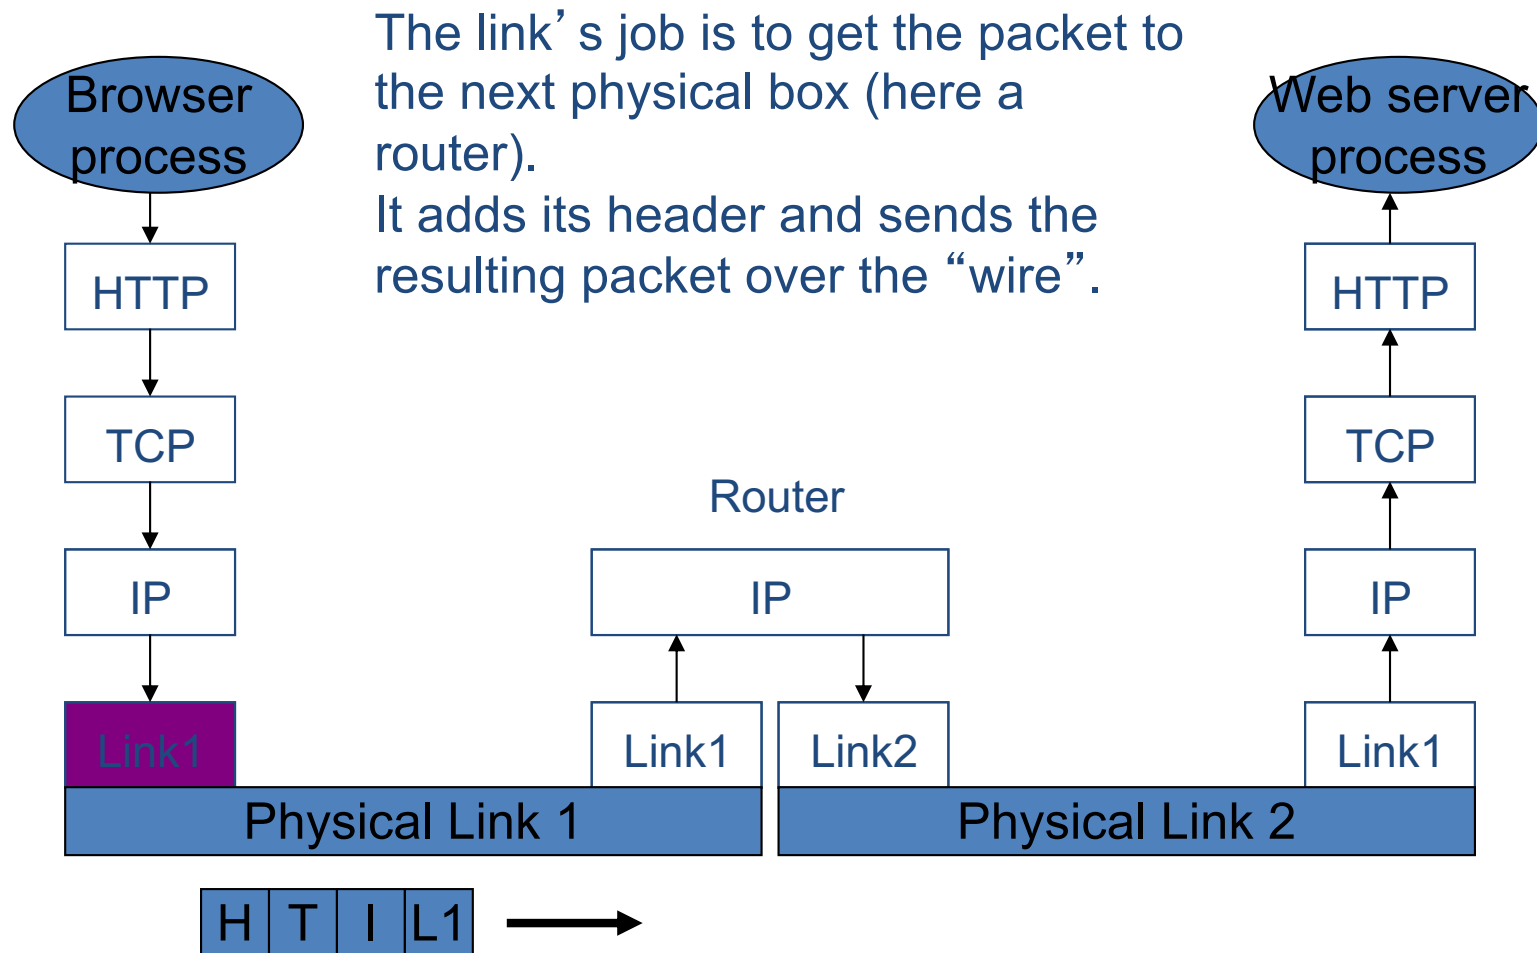 The link’s job is to get the packet to
the next physical box (here a
router).
It adds its header and sends the
resulting packet over the “wire”.
Browser
process
HTTP
TCP
IP
Link1
Router
IP
Link1
Link2
Web server
process
HTTP
TCP
IP
Link1
Physical Link 1
Physical Link 2
H T I L1